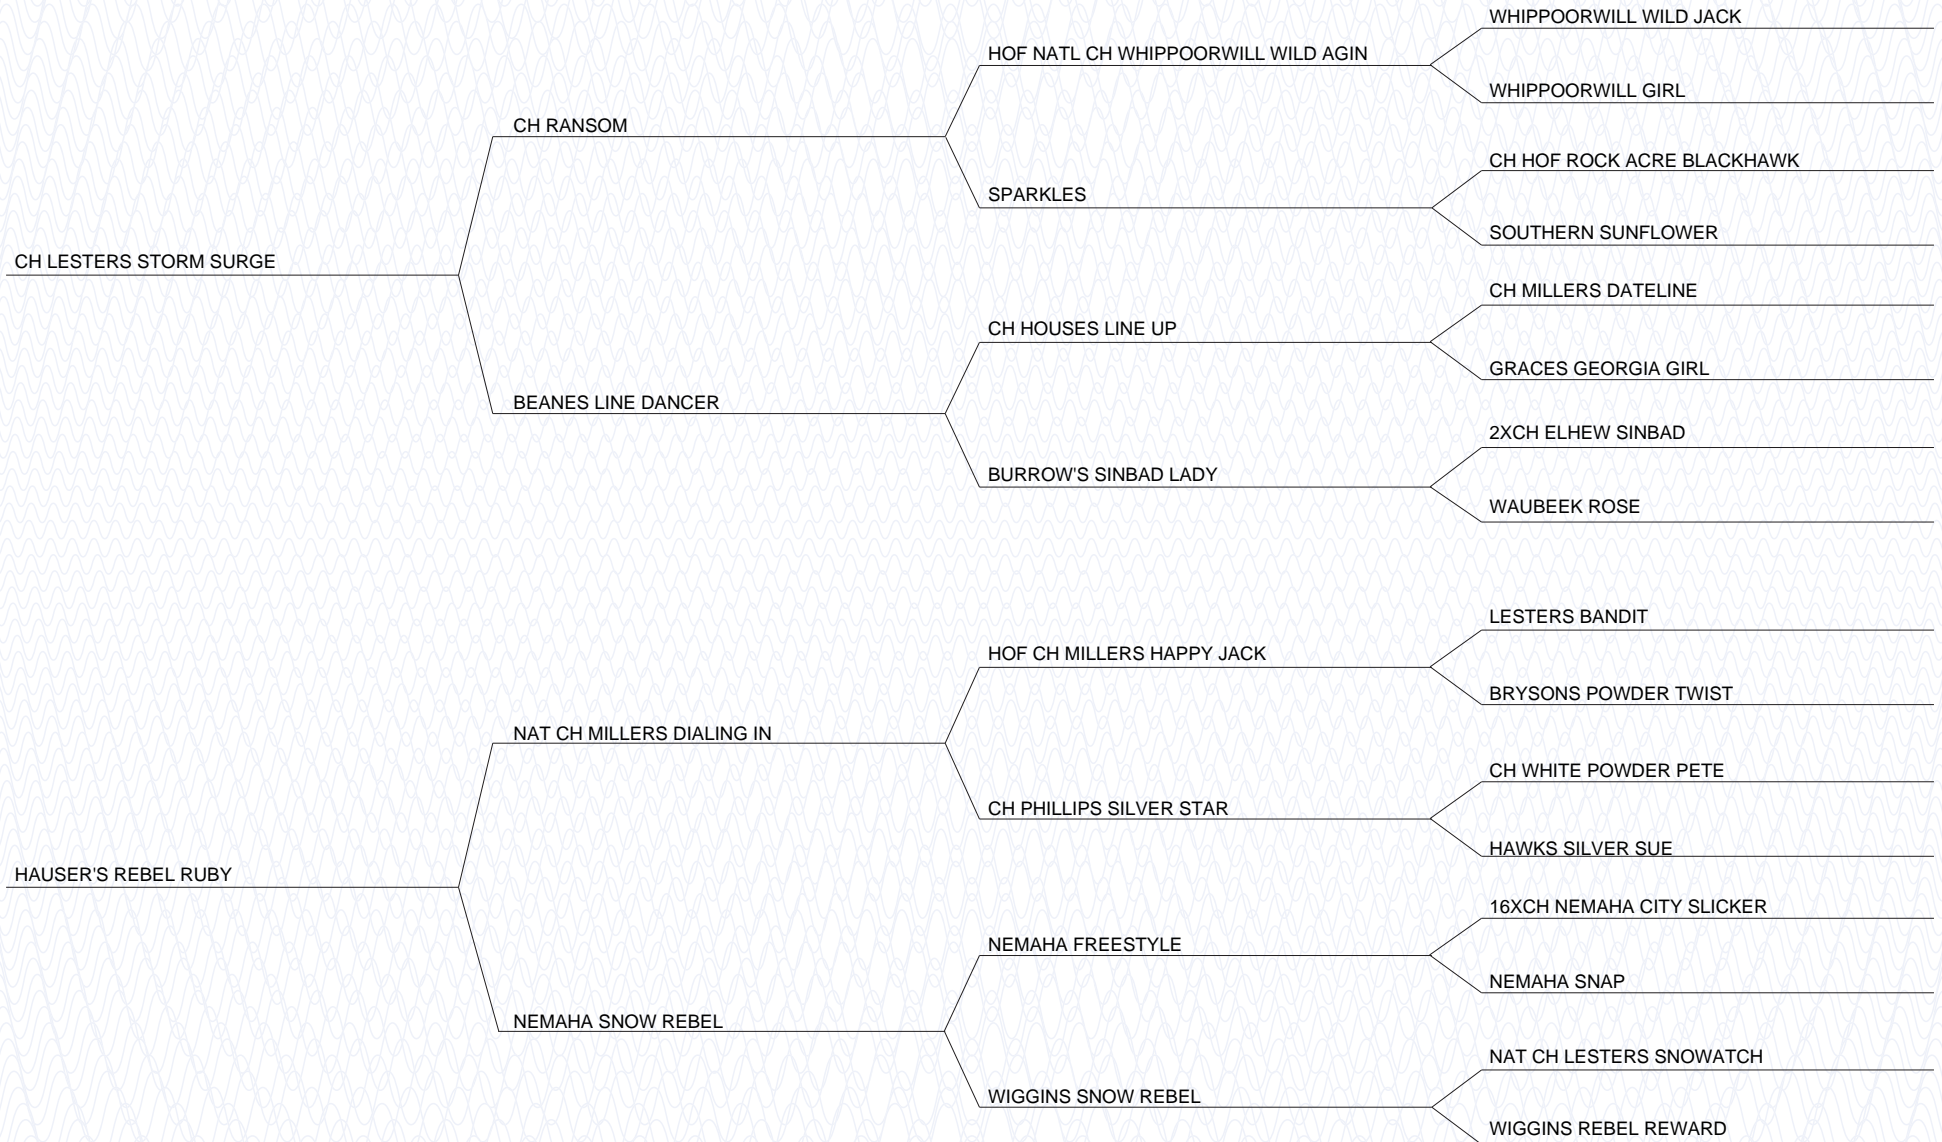 WHIPPOORWILL WILD JACK
HOF NATL CH WHIPPOORWILL WILD AGIN
WHIPPOORWILL GIRL
CH RANSOM
CH HOF ROCK ACRE BLACKHAWK
SPARKLES
SOUTHERN SUNFLOWER
CH LESTERS STORM SURGE
CH MILLERS DATELINE
CH HOUSES LINE UP
GRACES GEORGIA GIRL
BEANES LINE DANCER
2XCH ELHEW SINBAD
BURROW'S SINBAD LADY
WAUBEEK ROSE
LESTERS BANDIT
HOF CH MILLERS HAPPY JACK
BRYSONS POWDER TWIST
NAT CH MILLERS DIALING IN
CH WHITE POWDER PETE
CH PHILLIPS SILVER STAR
HAWKS SILVER SUE
HAUSER'S REBEL RUBY
16XCH NEMAHA CITY SLICKER
NEMAHA FREESTYLE
NEMAHA SNAP
NEMAHA SNOW REBEL
NAT CH LESTERS SNOWATCH
WIGGINS SNOW REBEL
WIGGINS REBEL REWARD